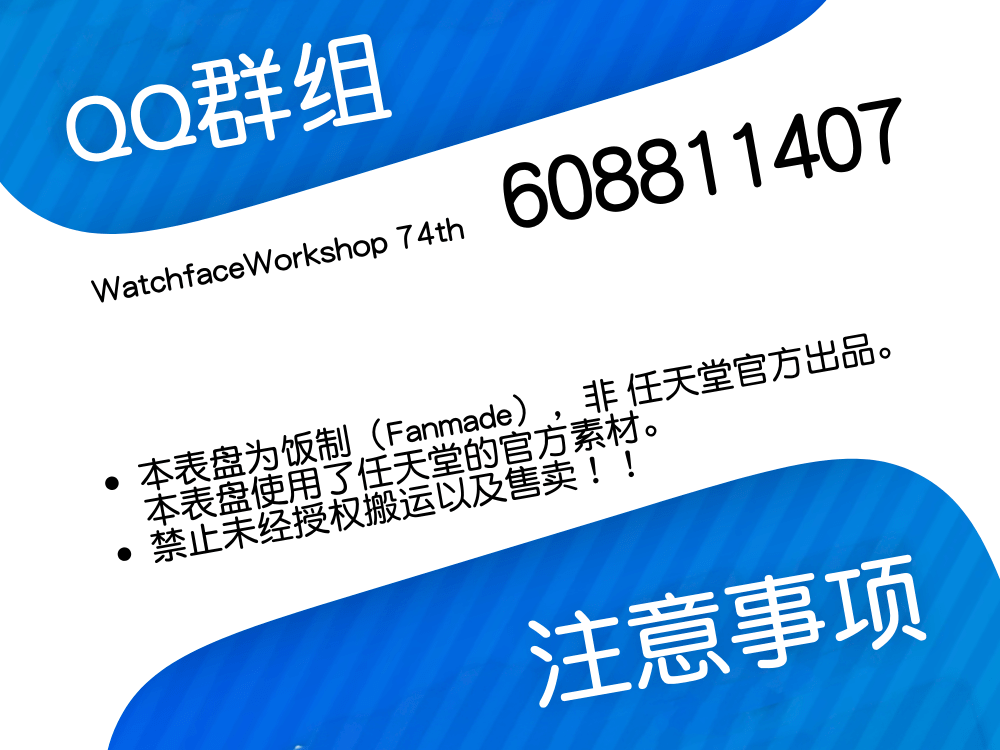 QQ群组
608811407
WatchfaceWorkshop 74th
• 本表盘为饭制（Fanmade），非 任天堂官方出品。
本表盘使用了任天堂的官方素材。
• 禁止未经授权搬运以及售卖！！
注意事项